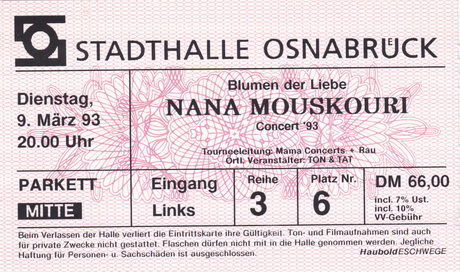 STADTHALLE OSNABRÜCK
Dienstag,
9. März 93
20.00 Uhr
Blumen der Liebe
NANA MOUSKOURI
Concert '93
Tourneeleitung: Mama Concerts + Rau
Örtl. Veranstalter: TON & TAT
PARKETT
MITTE
Eingang
Links
Reihe
3
Platz Nr.
6
DM 66,00
incl. 7% Ust.
incl. 10%
VV-Gebühr
Beim Verlassen der Halle verliert die Eintrittskarte ihre Gültigkeit. Ton- und Filmaufnahmen sind auch
für private Zwecke nicht gestattet. Flaschen dürfen nicht mit in die Halle genommen werden. Jegliche
Haftung für Personen- u. Sachschäden ist ausgeschlossen.
HauboldESCHWEGE